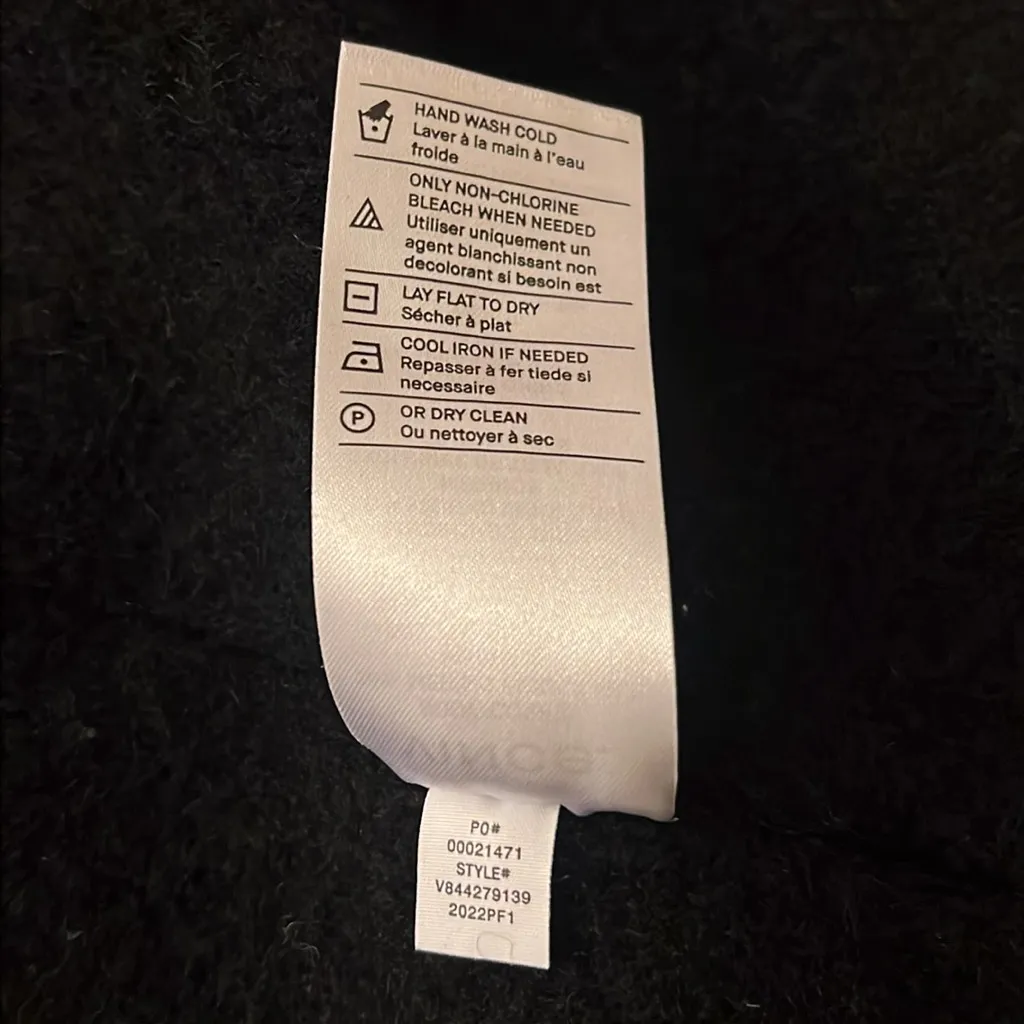 HAND WASH COLD
Laver à la main à l'eau
froide
ONLY NON-CHLORINE
BLEACH WHEN NEEDED
Utiliser uniquement un
agent blanchissant non
decolorant si besoin est
LAY FLAT TO DRY
Sécher à plat
COOL IRON IF NEEDED
Repasser à fer tiede si
necessaire
P
OR DRY CLEAN
Ou nettoyer à sec
PO#
00021471
STYLE#
V844279139
2022PF1